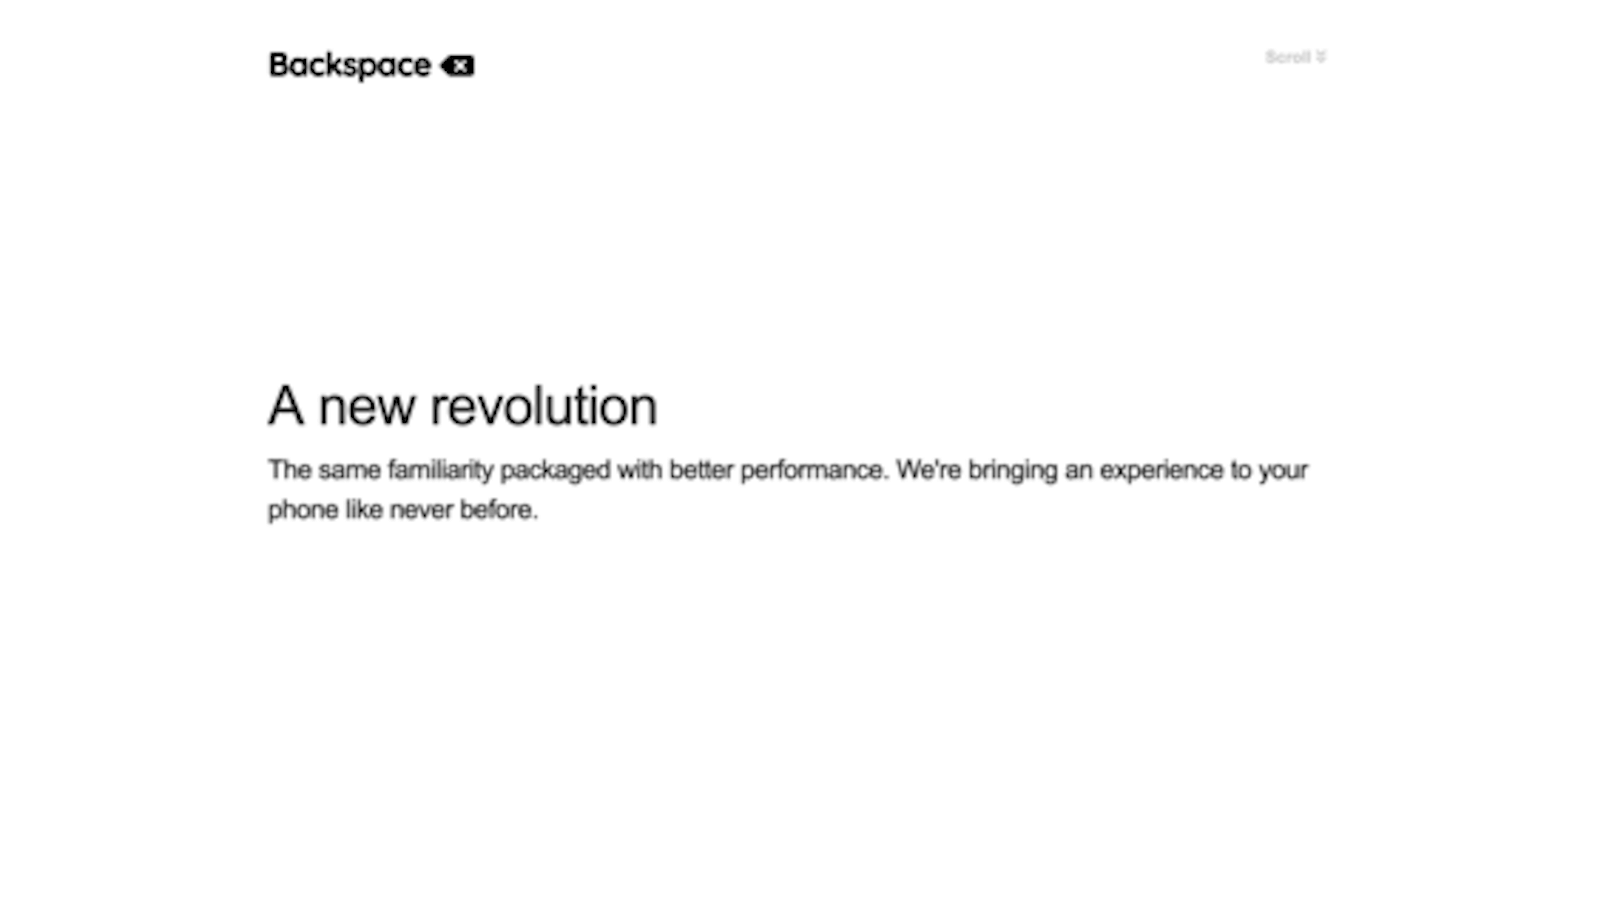 Backspace
Scroll
A new revolution
The same familiarity packaged with better performance. We're bringing an experience to your
phone like never before.